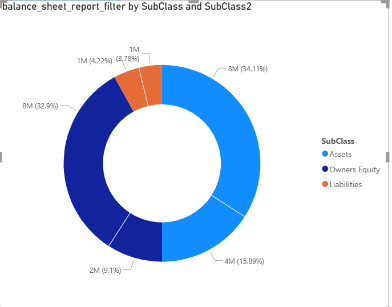 balance_sheet_report_filter by SubClass and SubClass2
1M
(3.78%)
1M (4.22%)
8M (34.11%)
8M (32.9%)
SubClass
Assets
Owners Equity
Liabilities
2M (9.1%)
4M (15.89%)